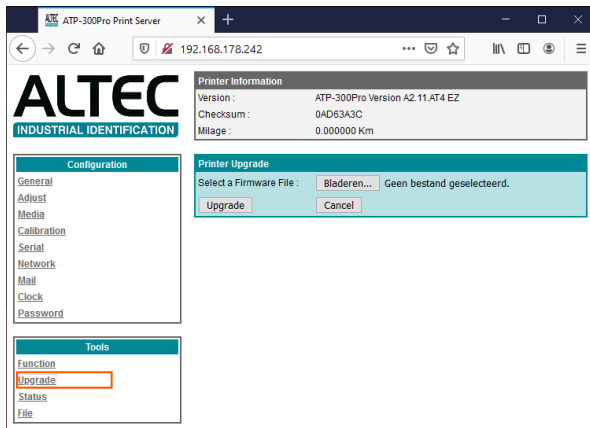 ALTEC ATP-300Pro Print Server
192.168.178.242
ALTEC
INDUSTRIAL IDENTIFICATION
Printer Information
Version : ATP-300Pro Version A2.11.AT4 EZ
Checksum : 0AD63A3C
Milage : 0.000000 Km
Configuration
General
Adjust
Media
Calibration
Serial
Network
Mail
Clock
Password
Printer Upgrade
Select a Firmware File : Bladeren... Geen bestand geselecteerd.
Upgrade Cancel
Tools
Function
Upgrade
Status
File